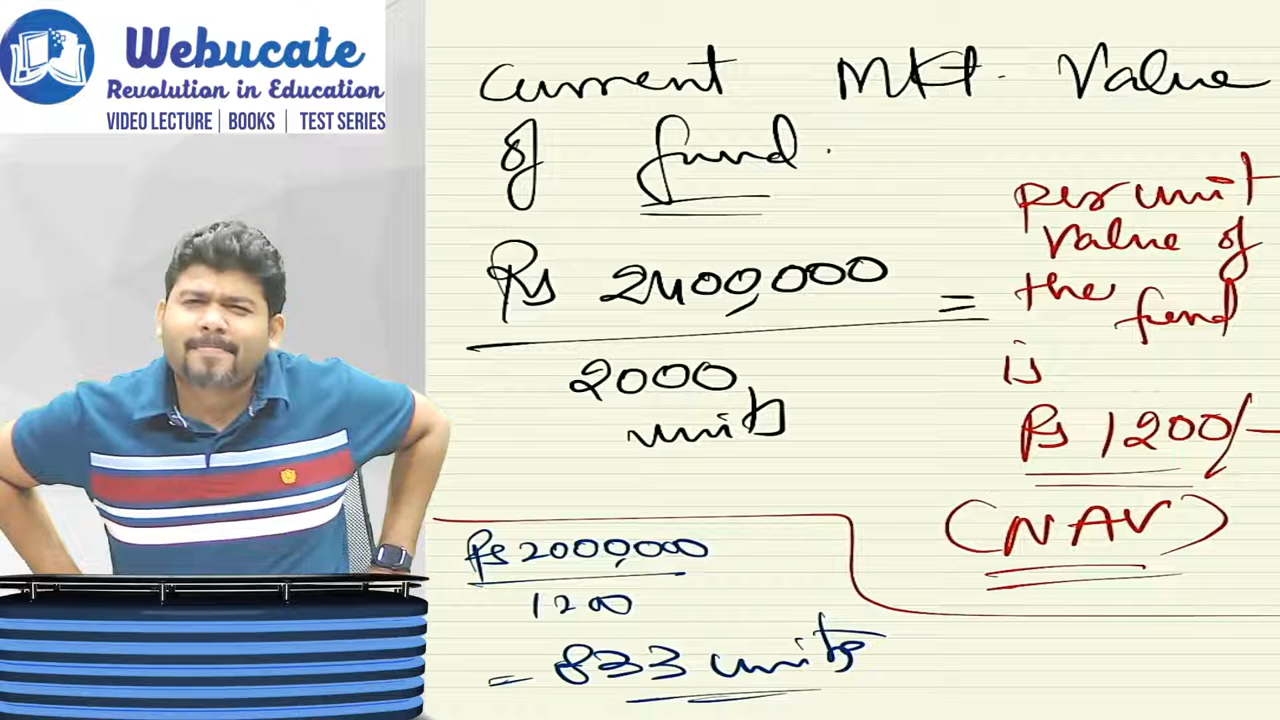 Webucate
Revolution in Education
VIDEO LECTURE | BOOKS | TEST SERIES
Current Mkt. Value
of fund.
Rs 2400,000
=
2000
units
per unit
value of
the fund
is
Rs 1200/-
(NAV)
Rs 2000,000
1200
= 833 units